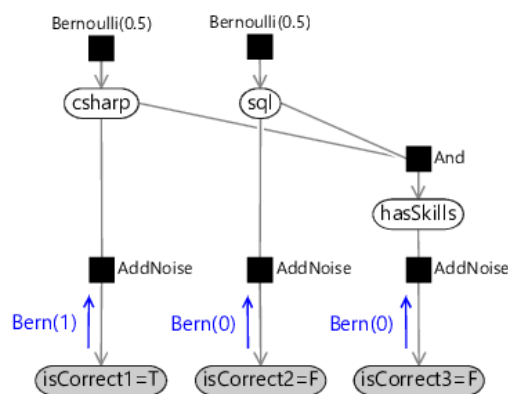 Bernoulli(0.5) Bernoulli(0.5)
csharp sql
And
hasSkills
AddNoise AddNoise AddNoise
Bern(1) Bern(0) Bern(0)
isCorrect1=T isCorrect2=F isCorrect3=F